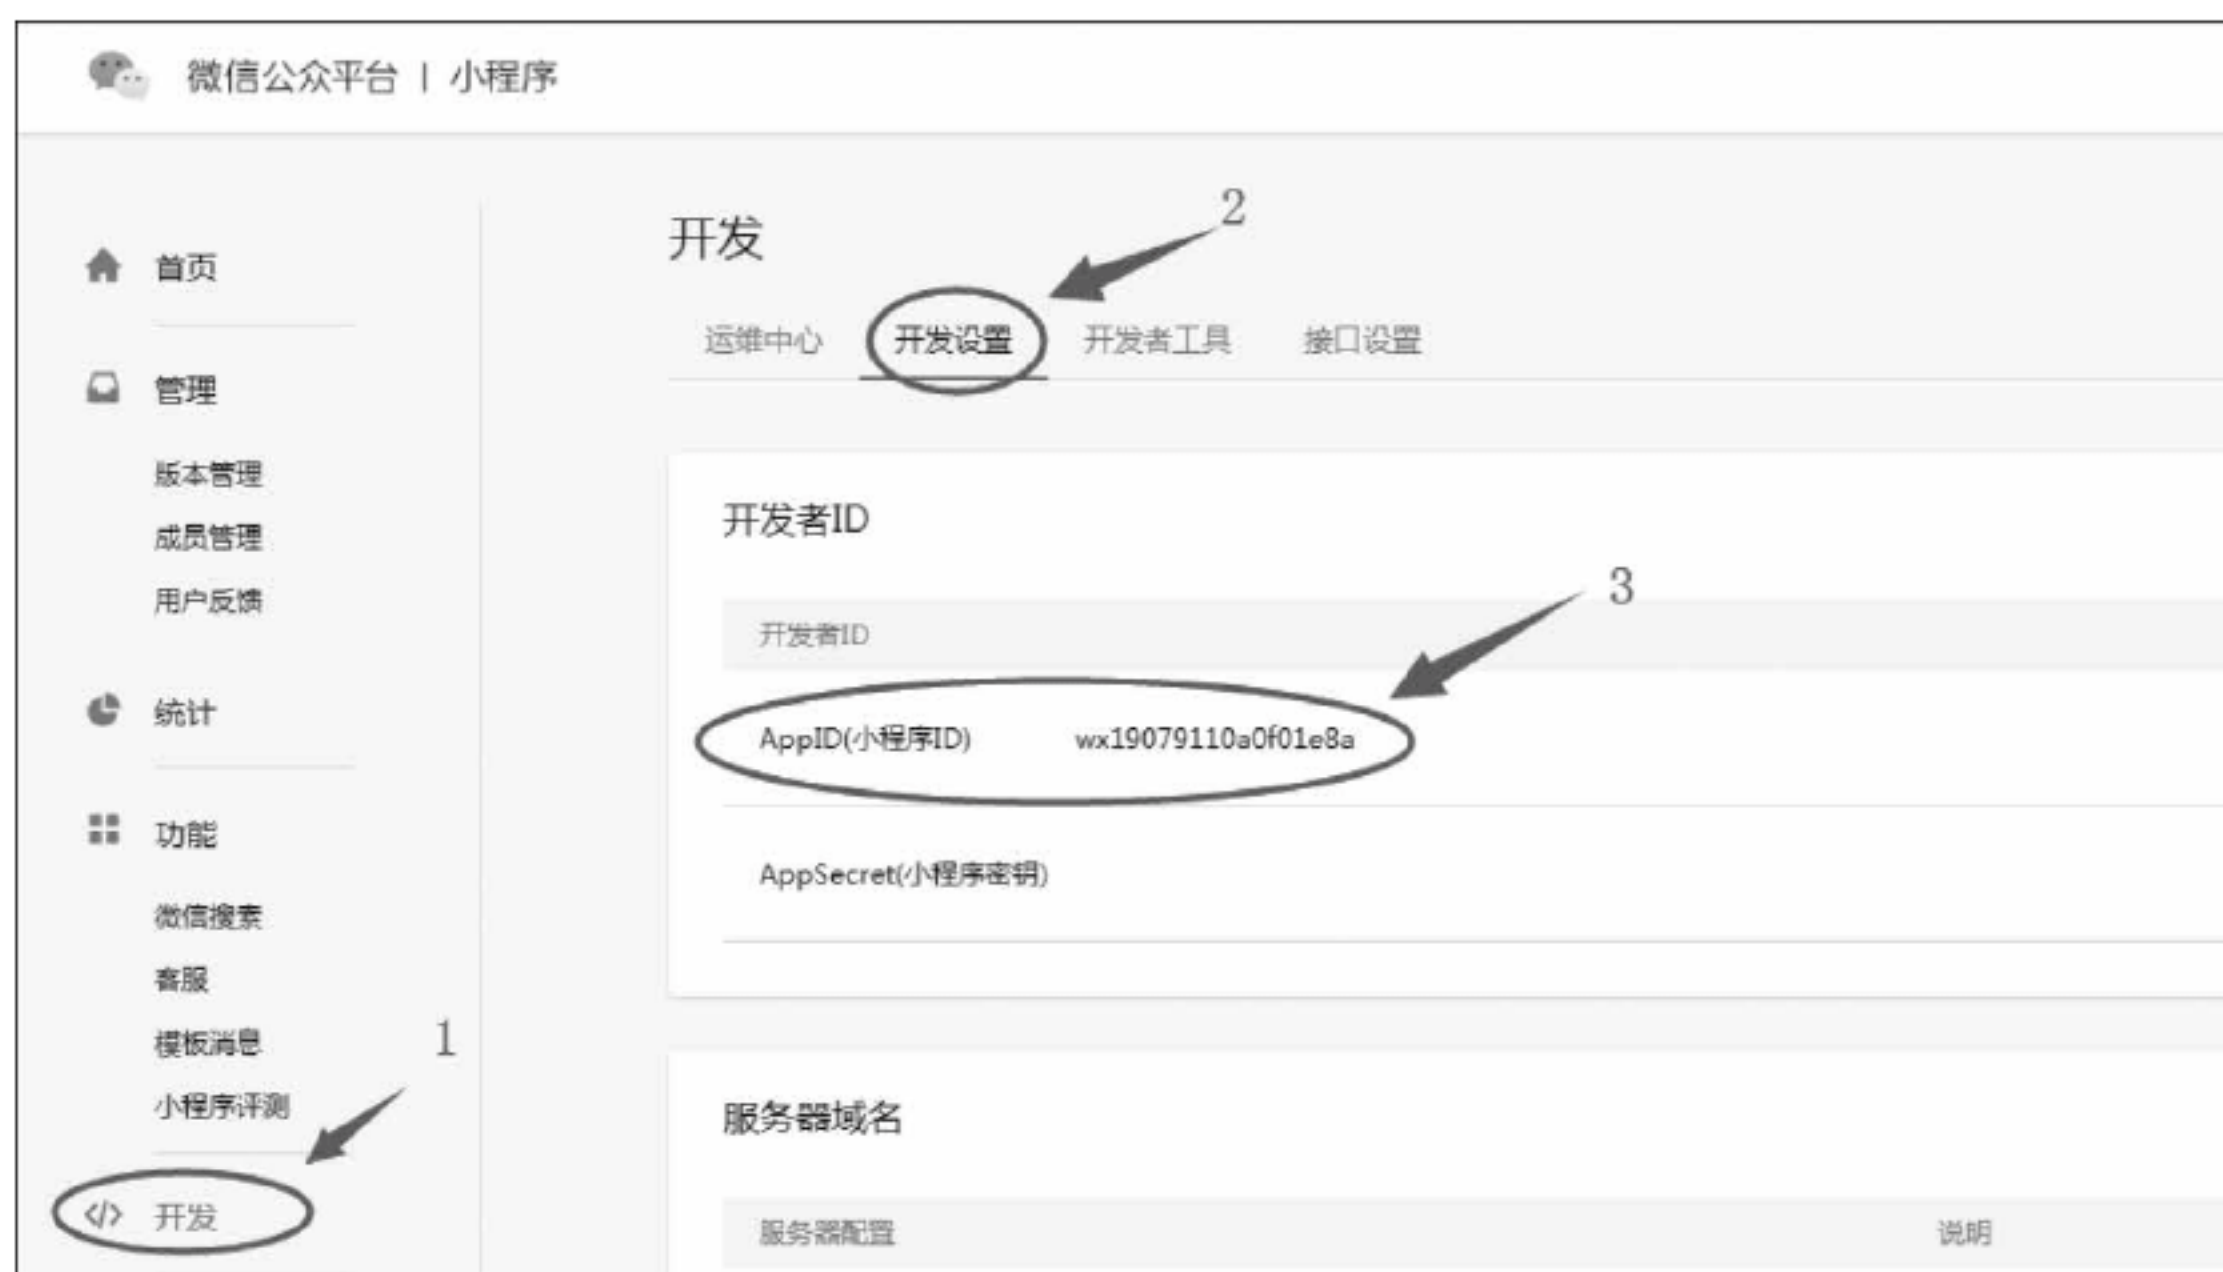 微信公众平台 | 小程序
首页
管理
版本管理
成员管理
用户反馈
统计
功能
微信搜索
客服
模板消息
小程序评测
1
</> 开发
开发
2
运维中心 开发设置 开发者工具 接口设置
开发者ID
3
开发者ID
AppID(小程序ID) wx19079110a0f01e8a
AppSecret(小程序密钥)
服务器域名
服务器配置 说明